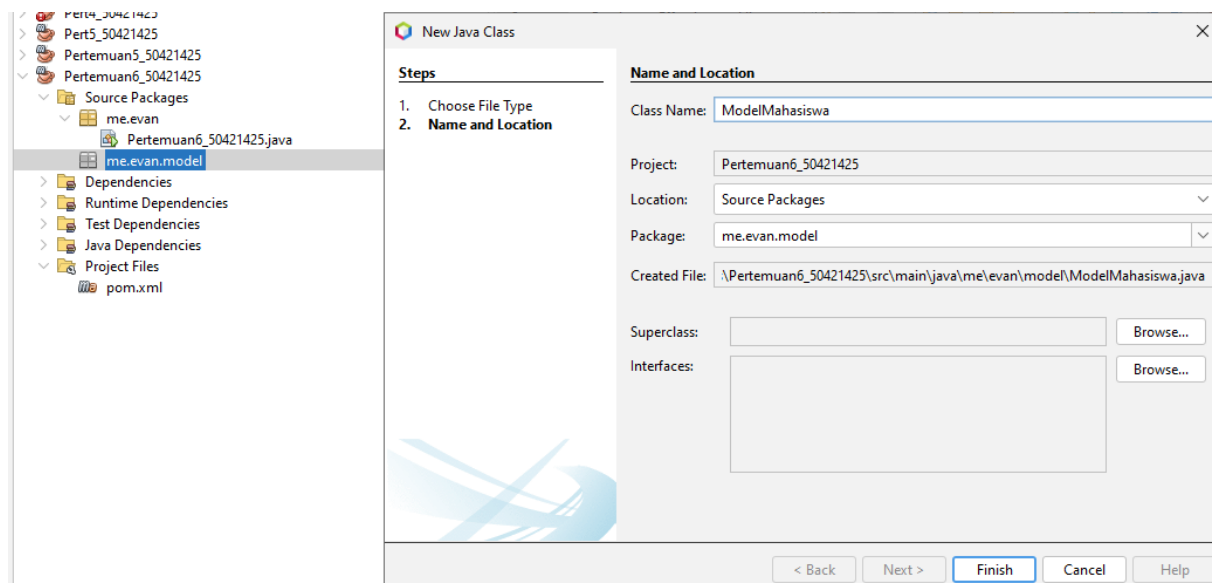 Pert4_50421425
Pert5_50421425
Pertemuan5_50421425
Pertemuan6_50421425
Source Packages
me.evan
Pertemuan6_50421425.java
me.evan.model
Dependencies
Runtime Dependencies
Test Dependencies
Java Dependencies
Project Files
pom.xml
New Java Class
Steps
1. Choose File Type
2. Name and Location
Name and Location
Class Name: ModelMahasiswa
Project: Pertemuan6_50421425
Location: Source Packages
Package: me.evan.model
Created File: :\Pertemuan6_50421425\src\main\java\me\evan\model\ModelMahasiswa.java
Superclass:
Browse...
Interfaces:
Browse...
< Back Next > Finish Cancel Help